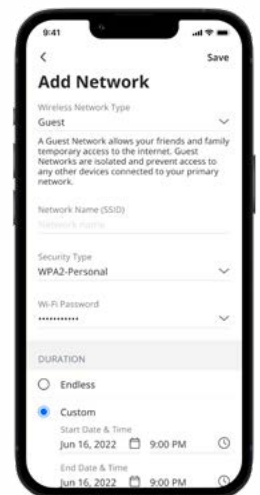 9:41
Save
Add Network
Wireless Network Type
Guest
A Guest Network allows your friends and family
temporary access to the internet. Guest
Networks are isolated and prevent access to
any other devices connected to your primary
network.
Network Name (SSID)
Network name
Security Type
WPA2-Personal
Wi-Fi Password
•••••••••••
DURATION
Endless
Custom
Start Date & Time
Jun 16, 2022 9:00 PM
End Date & Time
Jun 16, 2022 9:00 PM